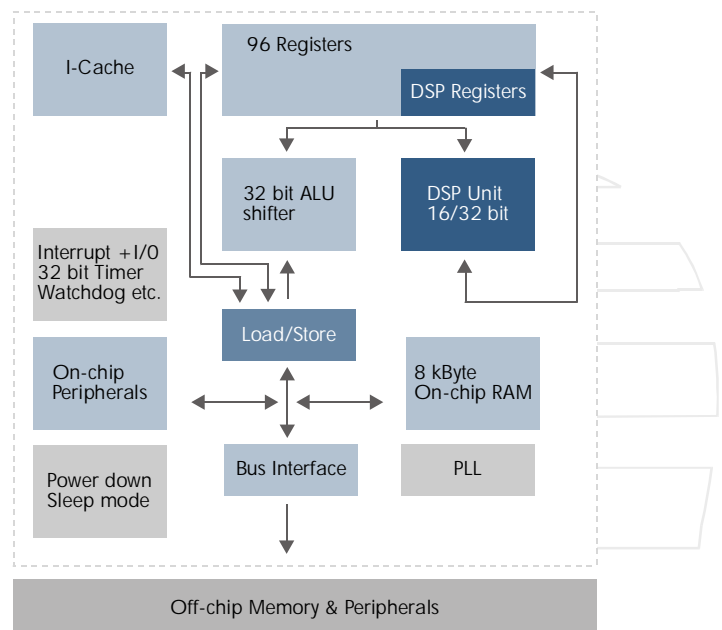 I-Cache
96 Registers
DSP Registers
32 bit ALU
shifter
DSP Unit
16/32 bit
Interrupt +I/0
32 bit Timer
Watchdog etc.
Load/Store
On-chip
Peripherals
8 kByte
On-chip RAM
Power down
Sleep mode
Bus Interface
PLL
Off-chip Memory & Peripherals